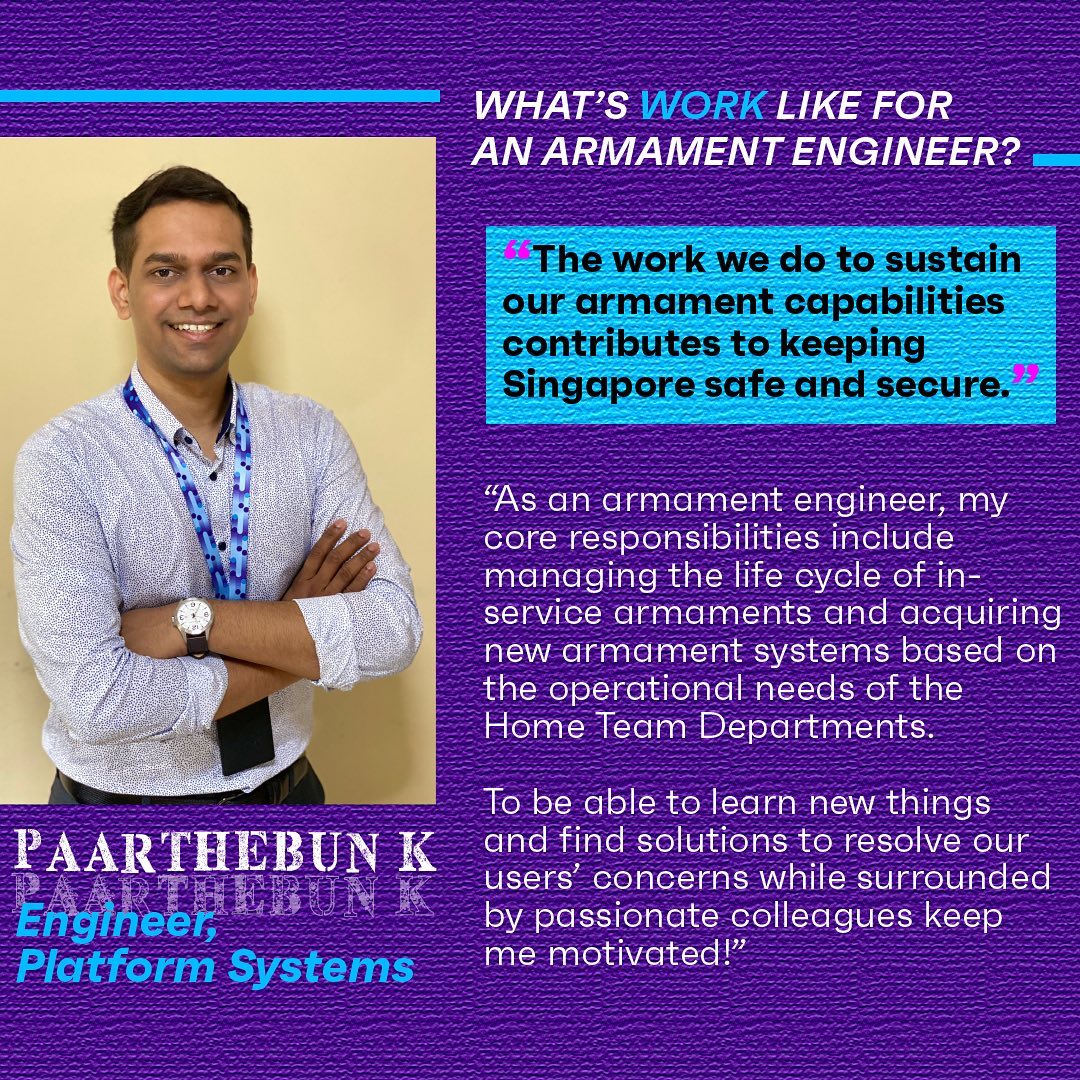 WHAT'S WORK LIKE FOR
AN ARMAMENT ENGINEER?
“The work we do to sustain
our armament capabilities
contributes to keeping
Singapore safe and secure.”
“As an armament engineer, my
core responsibilities include
managing the life cycle of in-
service armaments and acquiring
new armament systems based on
the operational needs of the
Home Team Departments.
To be able to learn new things
and find solutions to resolve our
users’ concerns while surrounded
by passionate colleagues keep
me motivated!”
PAARTHEBUN K
PAARTHEBUN K
Engineer,
Platform Systems